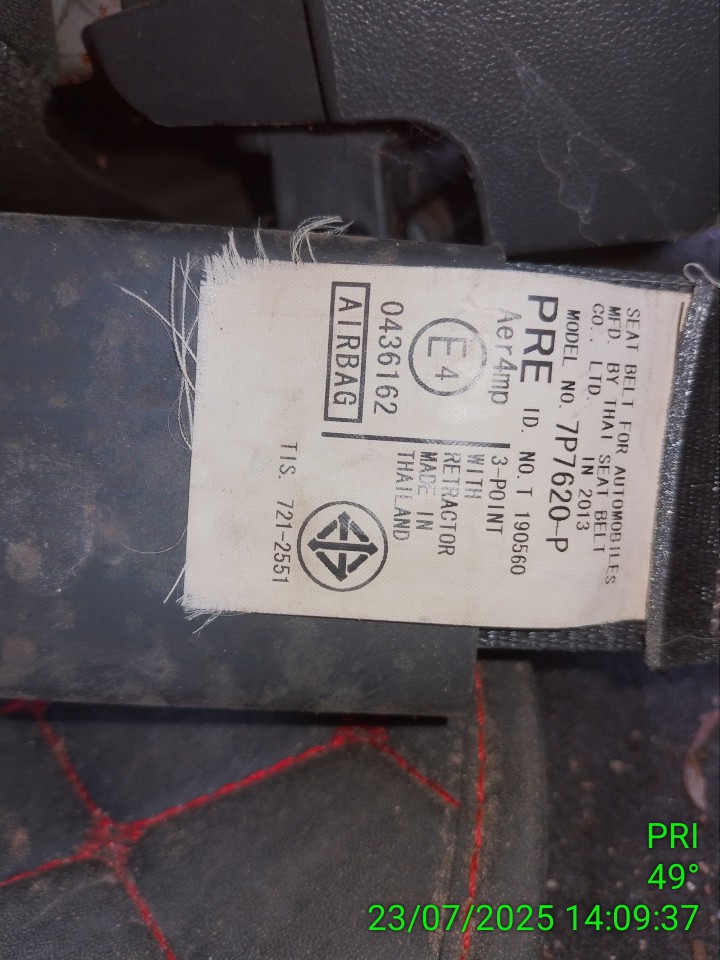 SEAT BELT FOR AUTOMOBILES
MFD. BY THAI SEAT BELT
CO., LTD. IN 2013
MODEL NO. 7P7620-P
PRE ID. NO. T 190560
Aer4mp
3-POINT
WITH
RETRACTOR
MADE IN
THAILAND
E4
0436162
AIRBAG
TIS. 721-2551
PRI
49°
23/07/2025 14:09:37